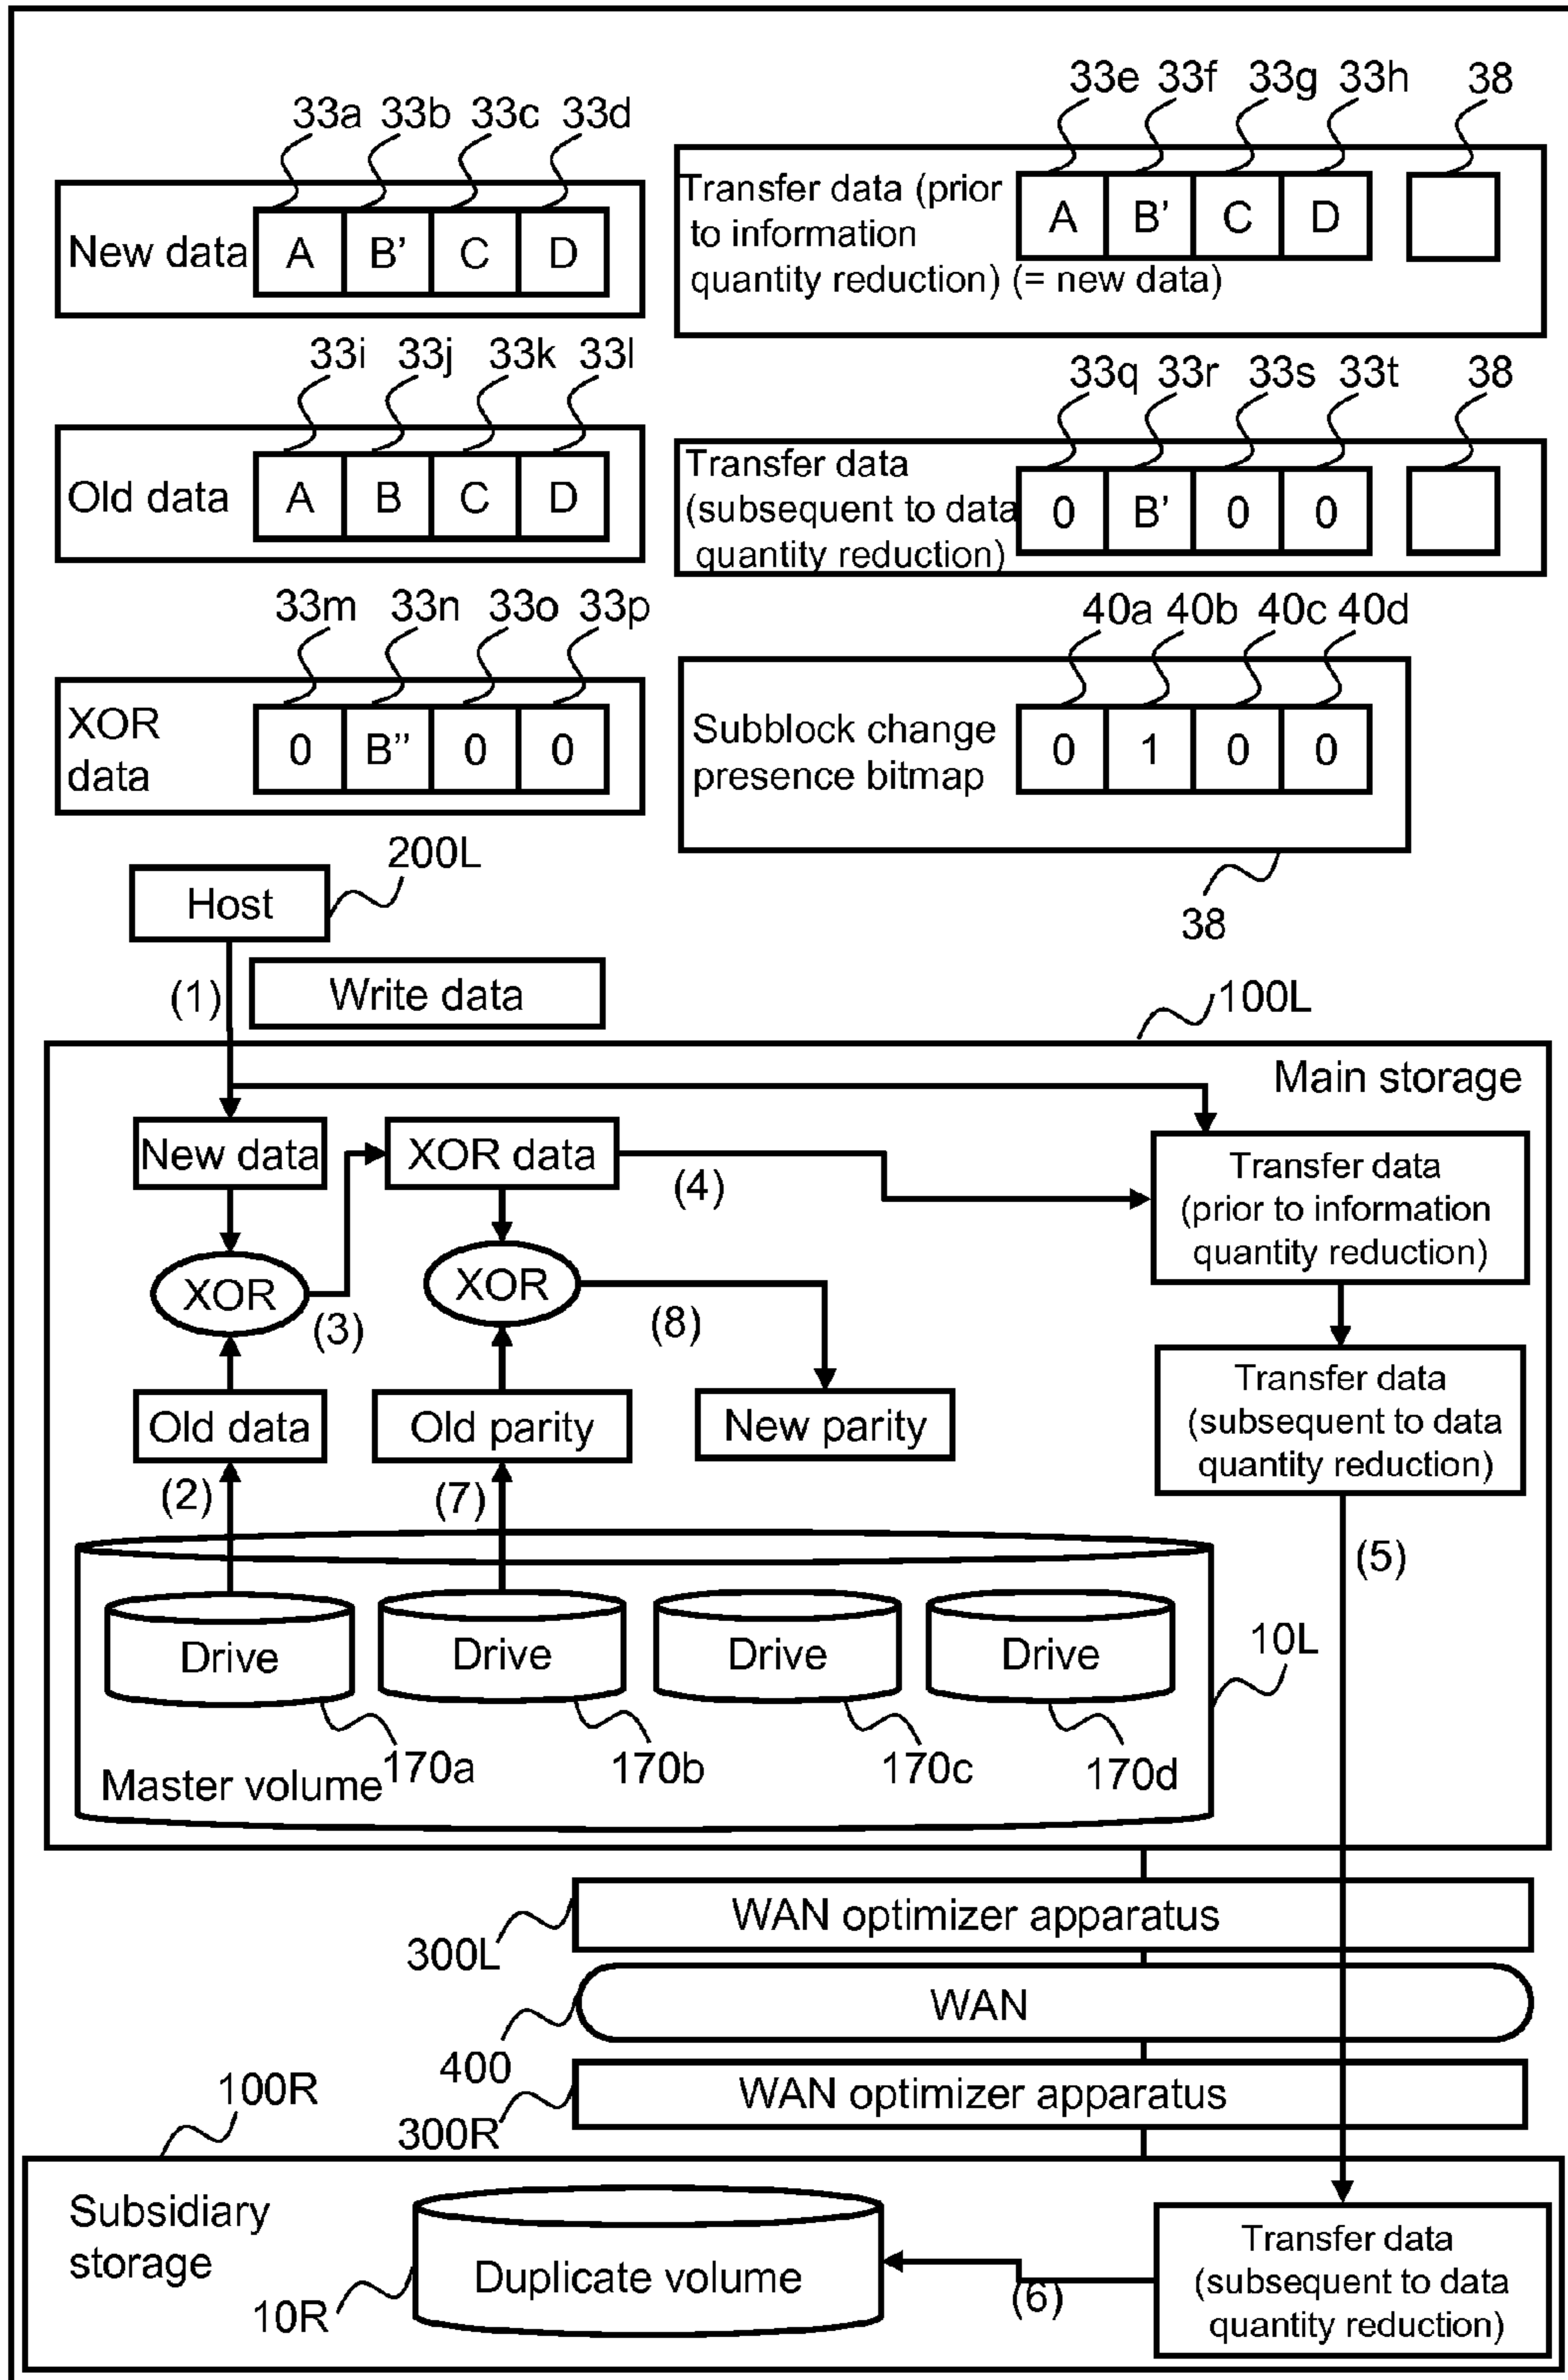 33a 33b 33c 33d
New data A B' C D
33e 33f 33g 33h 38
Transfer data (prior
to information
quantity reduction) (= new data)
A B' C D
33i 33j 33k 33l
Old data A B C D
33q 33r 33s 33t 38
Transfer data
(subsequent to data
quantity reduction)
0 B' 0 0
33m 33n 33o 33p
XOR
data
0 B'' 0 0
40a 40b 40c 40d
Subblock change
presence bitmap
0 1 0 0
38
200L
Host
(1)
Write data
100L
Main storage
New data
XOR data
(4)
Transfer data
(prior to information
quantity reduction)
XOR
(3)
XOR
(8)
Old data
Old parity
New parity
Transfer data
(subsequent to data
quantity reduction)
(2)
(7)
(5)
Drive
Drive
Drive
Drive
10L
170a
170b
170c
170d
Master volume
WAN optimizer apparatus
300L
WAN
400
WAN optimizer apparatus
300R
100R
Subsidiary
storage
Duplicate volume
10R
(6)
Transfer data
(subsequent to data
quantity reduction)